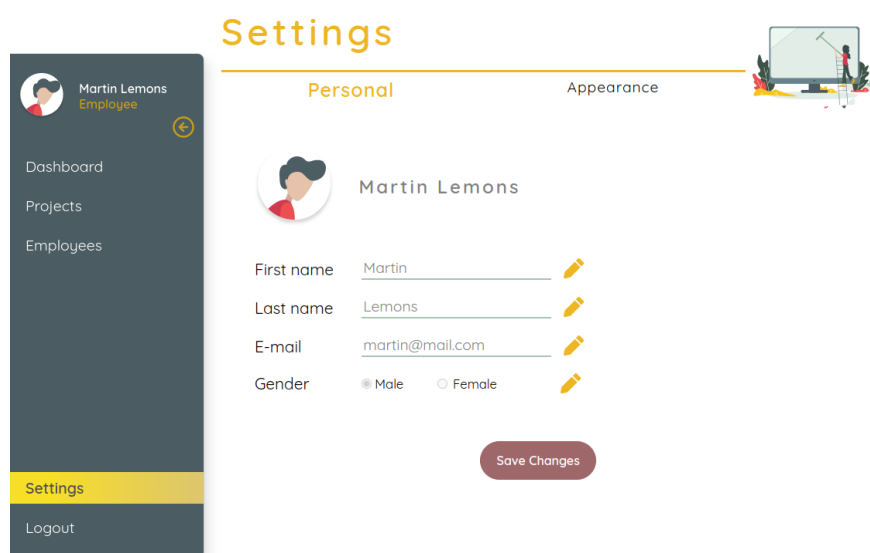 Settings
Martin Lemons
Employee
Dashboard
Projects
Employees
Settings
Logout
Personal
Appearance
Martin Lemons
First name Martin
Last name Lemons
E-mail martin@mail.com
Gender Male Female
Save Changes